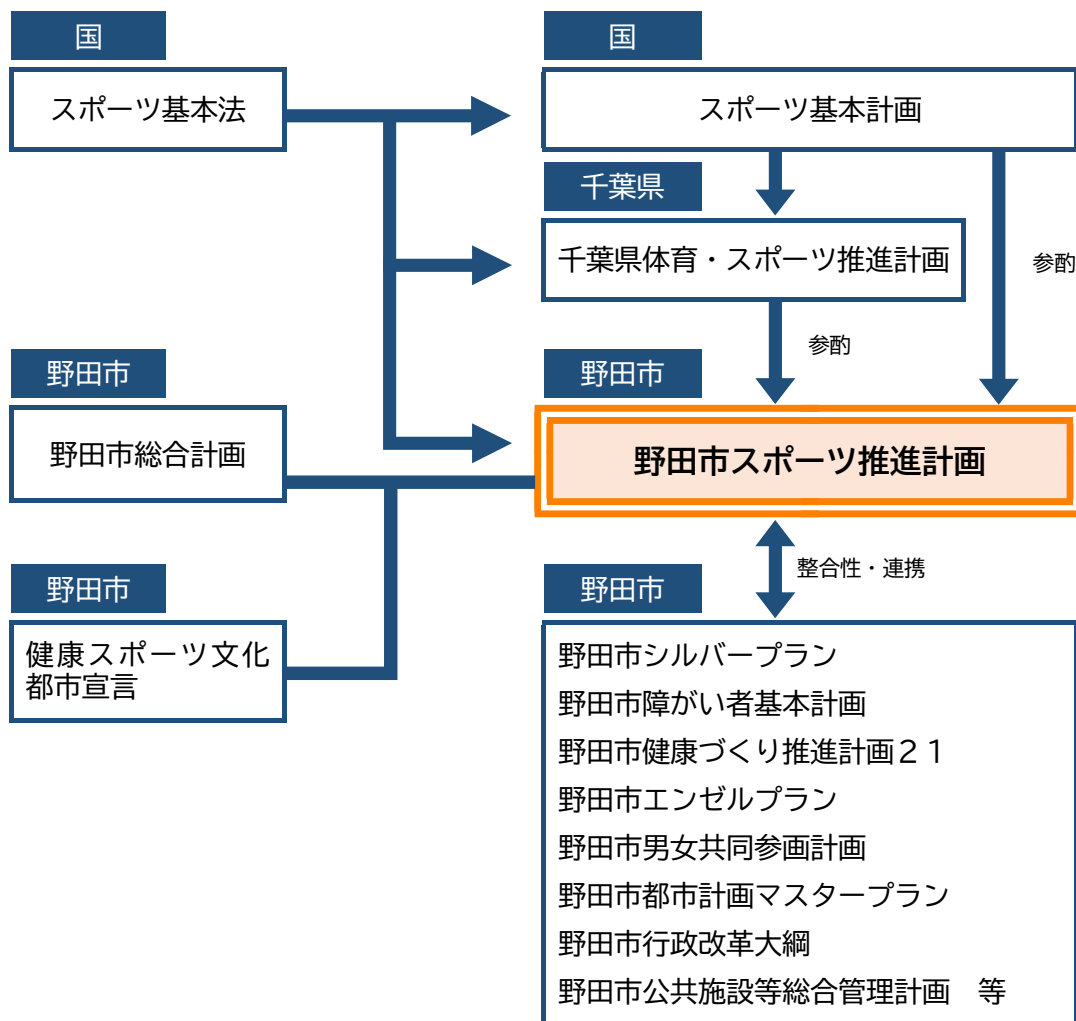 国
スポーツ基本法
国
スポーツ基本計画
千葉県
千葉県体育・スポーツ推進計画
参酌
参酌
野田市
野田市総合計画
野田市
野田市スポーツ推進計画
整合性・連携
野田市
健康スポーツ文化
都市宣言
野田市
野田市シルバープラン
野田市障がい者基本計画
野田市健康づくり推進計画２１
野田市エンゼルプラン
野田市男女共同参画計画
野田市都市計画マスタープラン
野田市行政改革大綱
野田市公共施設等総合管理計画　等